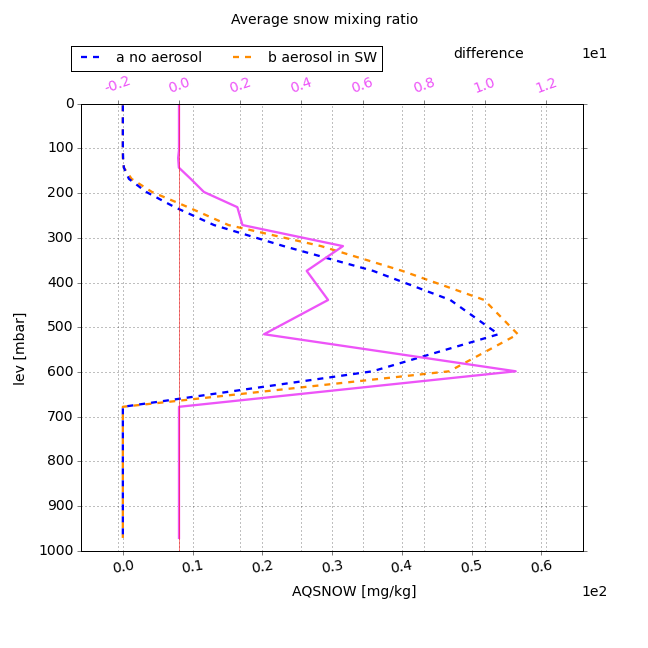 Average snow mixing ratio
a no aerosol b aerosol in SW difference 1e1
-0.2 0.0 0.2 0.4 0.6 0.8 1.0 1.2
0
100
200
300
400
500
600
700
800
900
1000
lev [mbar]
0.0 0.1 0.2 0.3 0.4 0.5 0.6
AQSNOW [mg/kg] 1e2